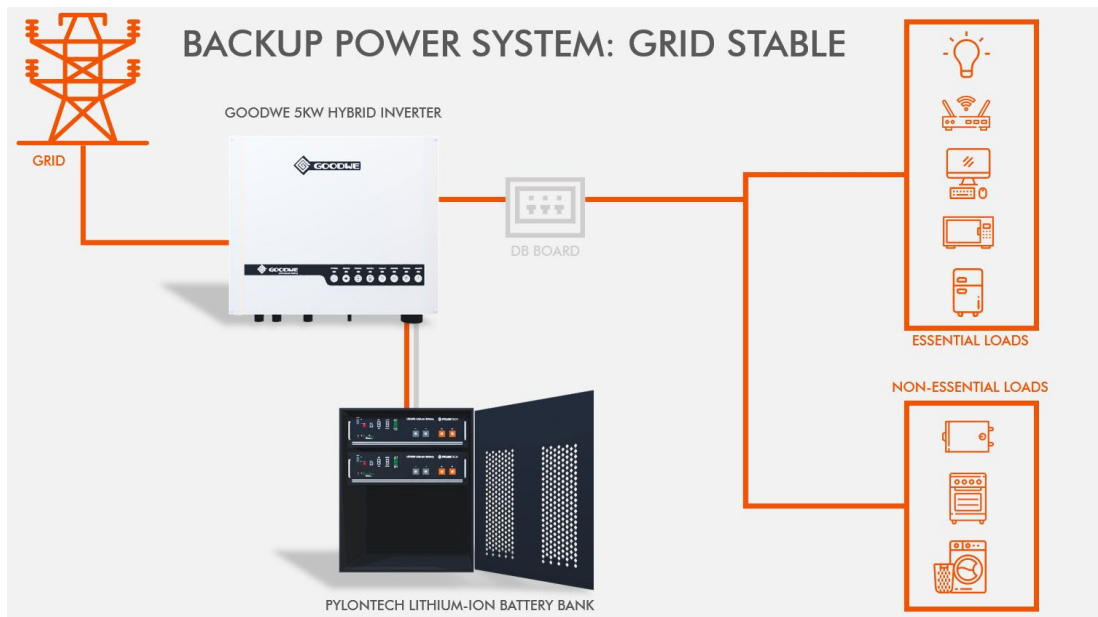 BACKUP POWER SYSTEM: GRID STABLE
GOODWE 5KW HYBRID INVERTER
GRID
GOODWE
GOODWE
DB BOARD
ESSENTIAL LOADS
NON-ESSENTIAL LOADS
PYLONTECH LITHIUM-ION BATTERY BANK